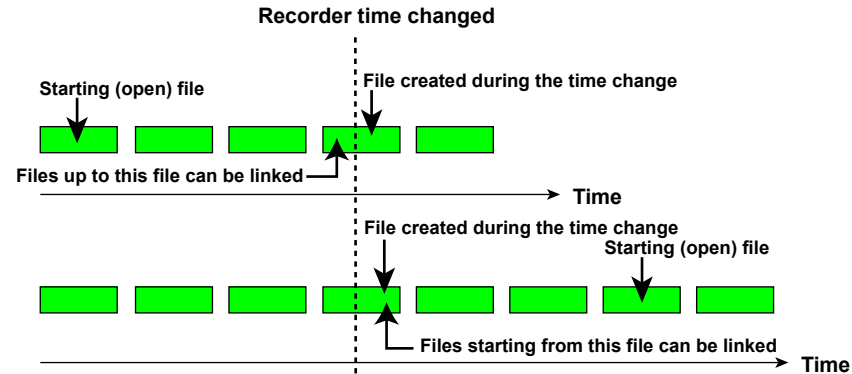 Recorder time changed
Starting (open) file
File created during the time change
Files up to this file can be linked
Time
File created during the time change
Starting (open) file
Files starting from this file can be linked
Time